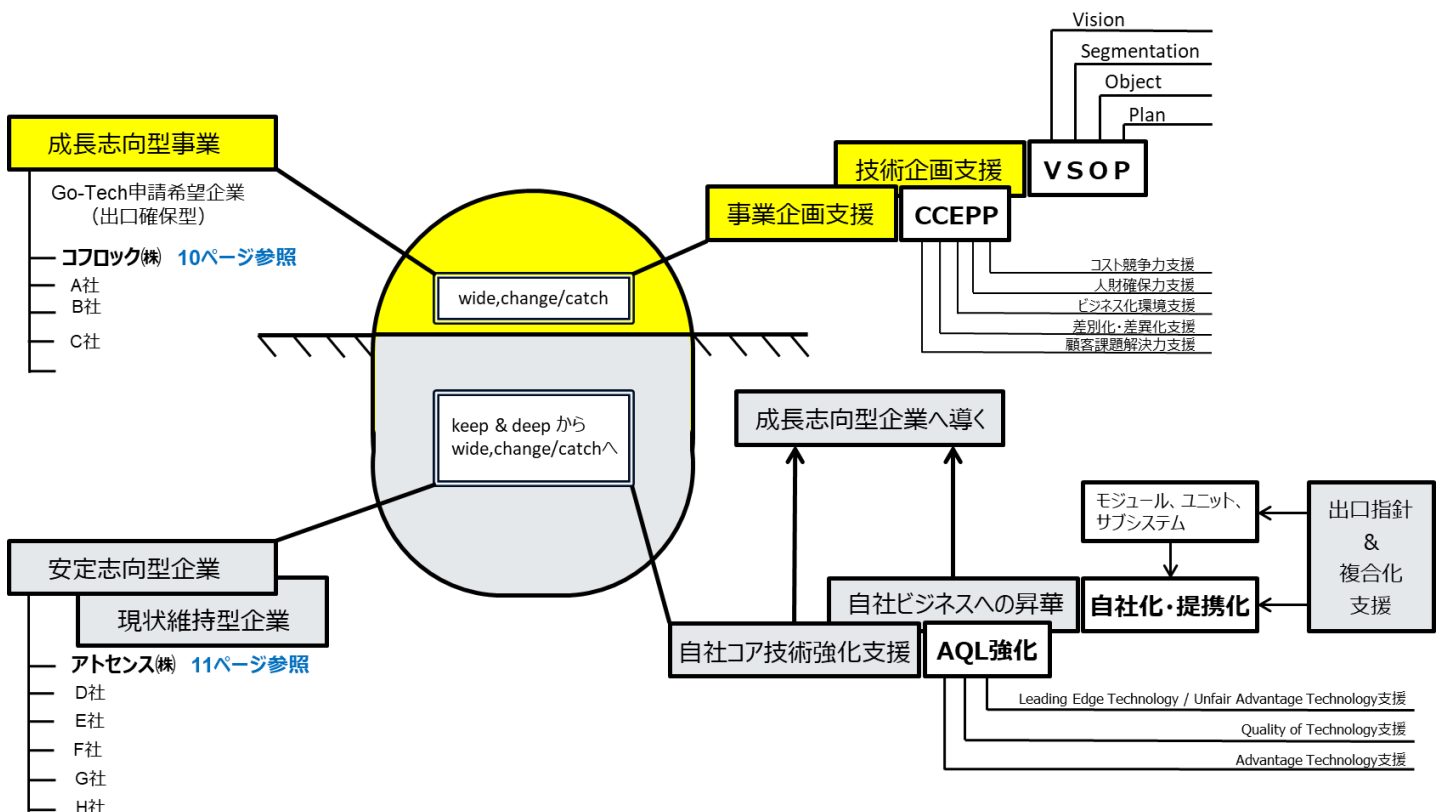 Vision
Segmentation
Object
Plan
成長志向型事業
Go-Tech申請希望企業
（出口確保型）
コフロック㈱ 10ページ参照
A社
B社
C社
技術企画支援
VSOP
事業企画支援
CCEPP
コスト競争力支援
人財確保力支援
ビジネス化環境支援
差別化・差異化支援
顧客課題解決力支援
wide,change/catch
keep & deep から
wide,change/catchへ
成長志向型企業へ導く
モジュール、ユニット、
サブシステム
出口指針
&
複合化
支援
安定志向型企業
現状維持型企業
アトセンス㈱ 11ページ参照
D社
E社
F社
G社
H社
自社ビジネスへの昇華
自社化・提携化
自社コア技術強化支援
AQL強化
Leading Edge Technology / Unfair Advantage Technology支援
Quality of Technology支援
Advantage Technology支援